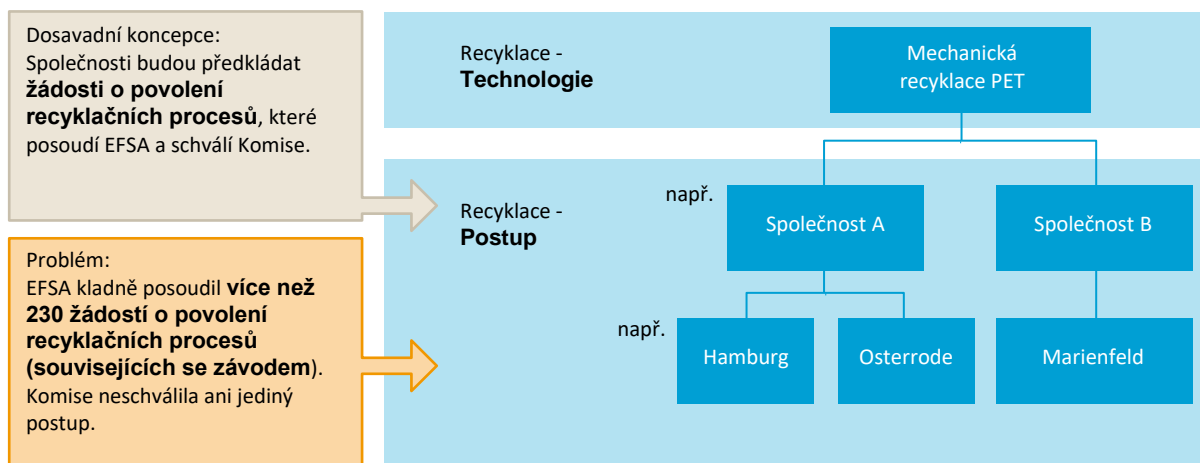 Dosavadní koncepce:
Společnosti budou předkládat
žádosti o povolení
recyklačních procesů, které
posoudí EFSA a schválí Komise.
Problém:
EFSA kladně posoudil více než
230 žádostí o povolení
recyklačních procesů
(souvisejících se závodem).
Komise neschválila ani jediný
postup.
Recyklace -
Technologie
Mechanická
recyklace PET
Recyklace -
Postup
např.
Společnost A
Společnost B
např.
Hamburg
Osterrode
Marienfeld